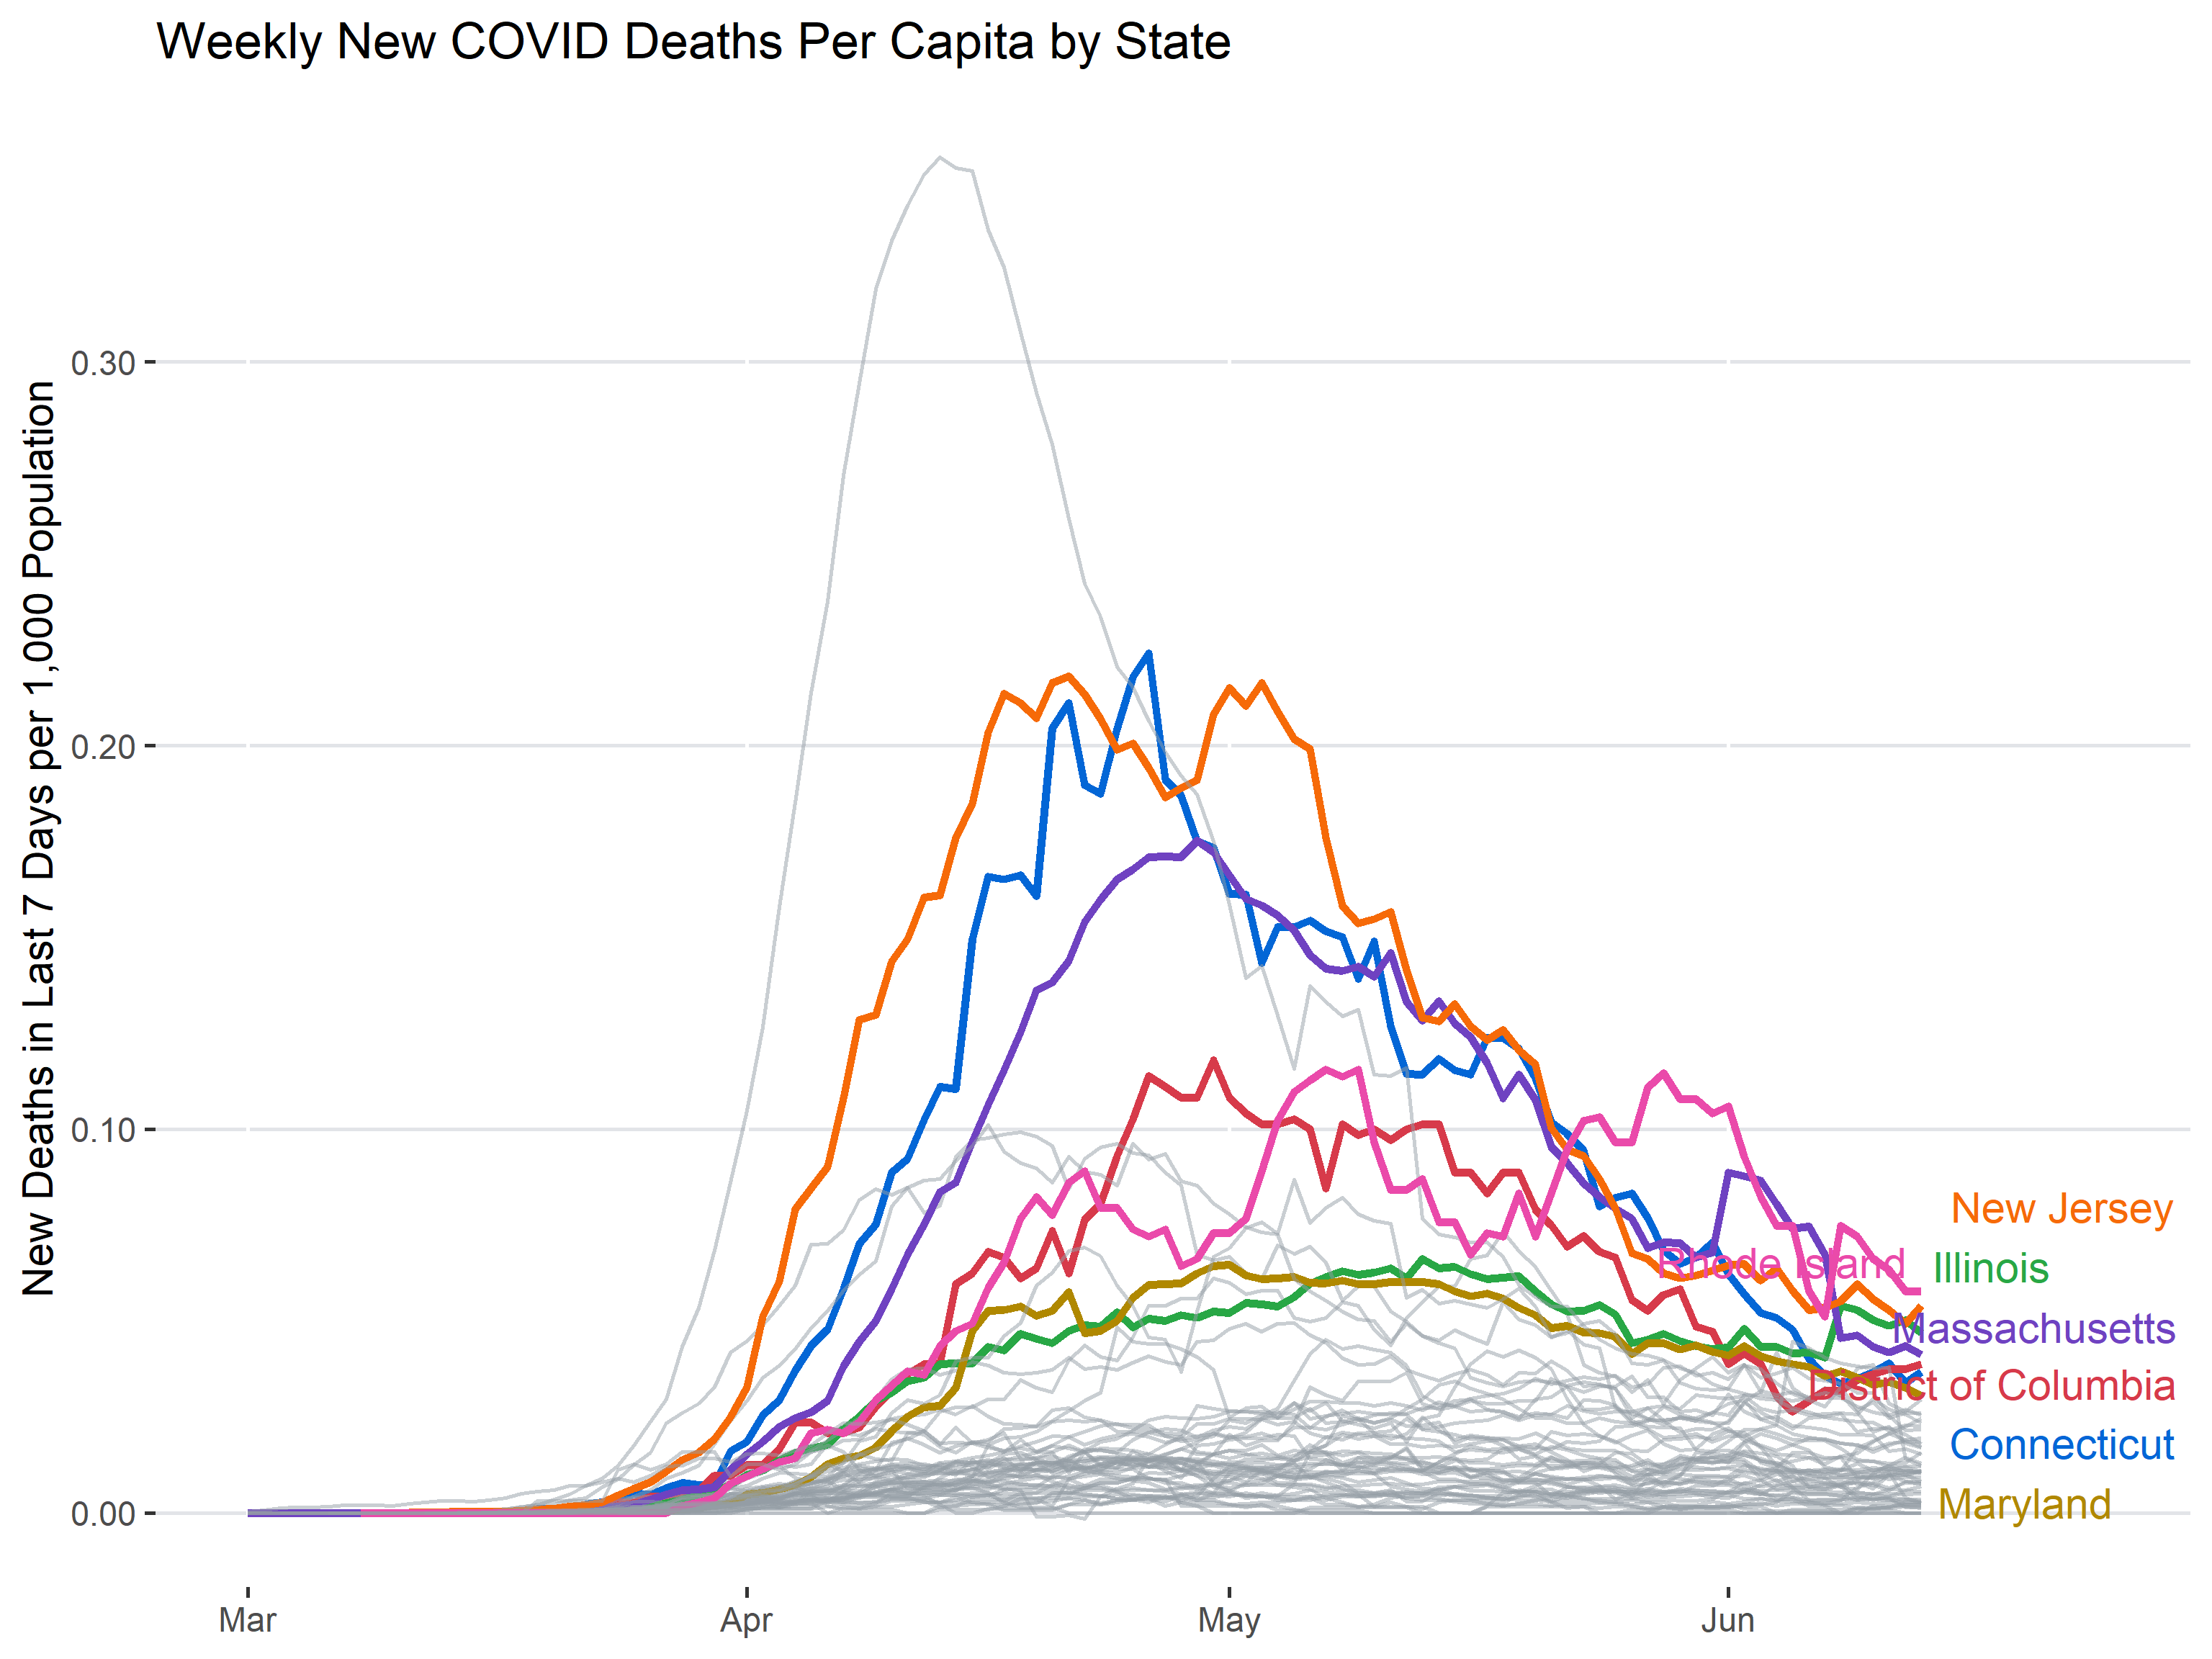 Weekly New COVID Deaths Per Capita by State
New Deaths in Last 7 Days per 1,000 Population
0.30
0.20
0.10
0.00
Mar
Apr
May
Jun
New Jersey
Rhode Island
Illinois
Massachusetts
District of Columbia
Connecticut
Maryland